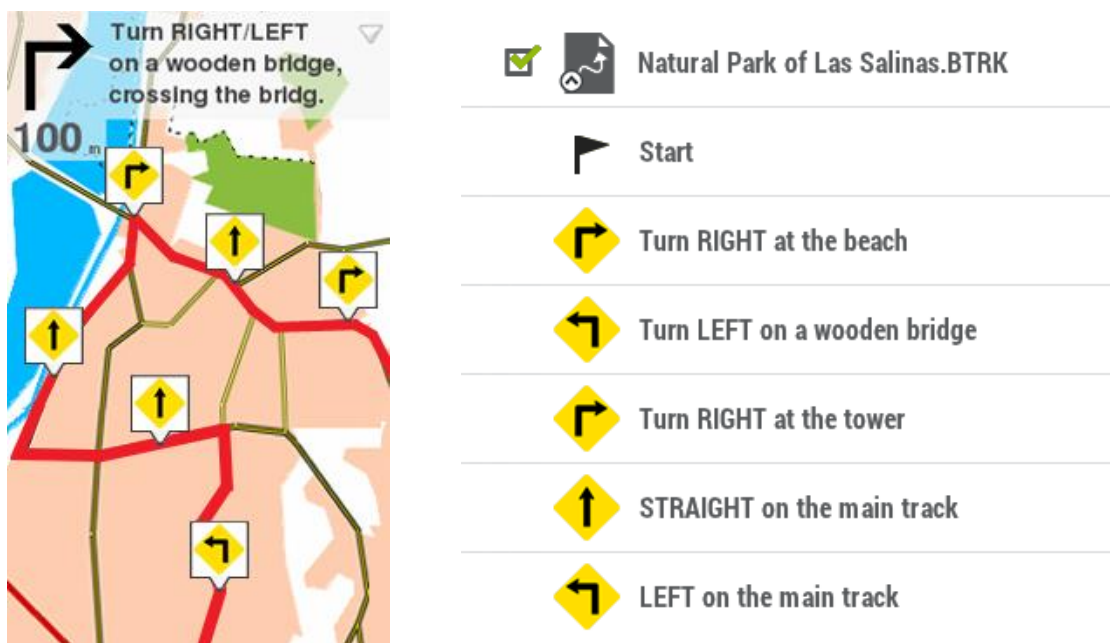 Turn RIGHT/LEFT
on a wooden bridge,
crossing the bridg.
100 m
Natural Park of Las Salinas.BTRK
Start
Turn RIGHT at the beach
Turn LEFT on a wooden bridge
Turn RIGHT at the tower
STRAIGHT on the main track
LEFT on the main track